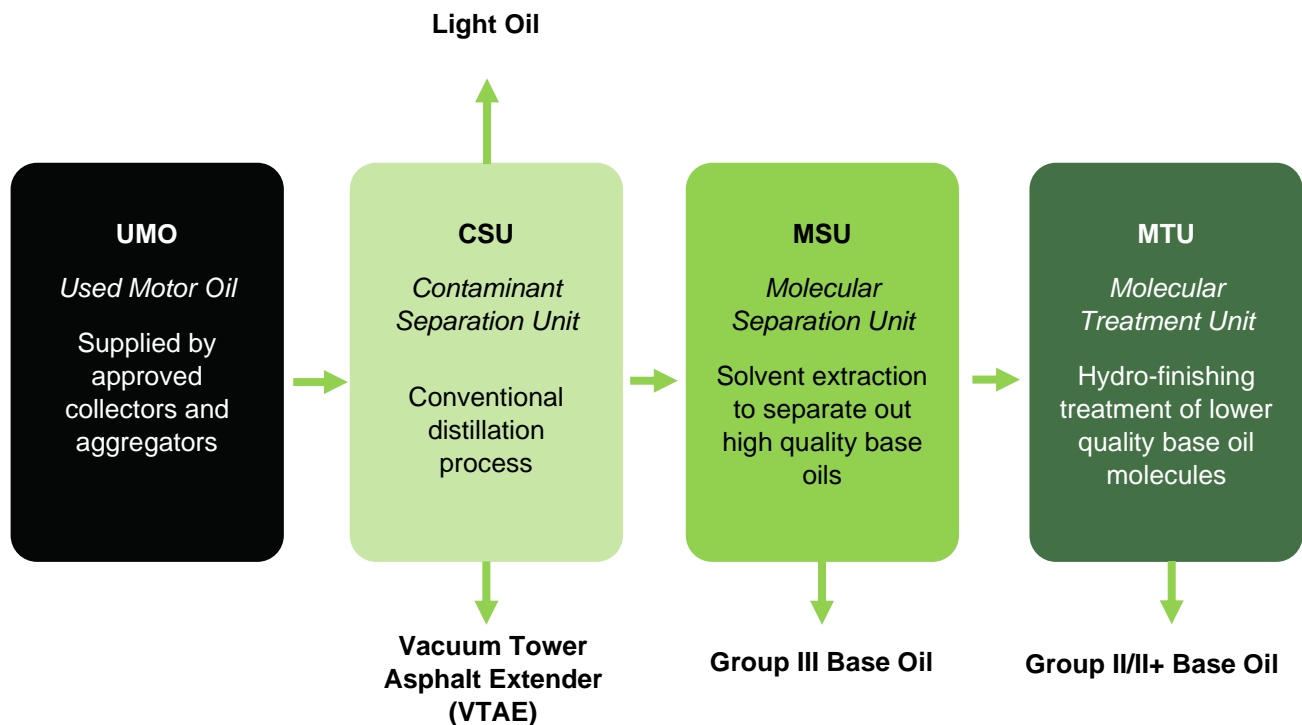 Light Oil
UMO
Used Motor Oil
Supplied by
approved
collectors and
aggregators
CSU
Contaminant
Separation Unit
Conventional
distillation
process
MSU
Molecular
Separation Unit
Solvent extraction
to separate out
high quality base
oils
MTU
Molecular
Treatment Unit
Hydro-finishing
treatment of lower
quality base oil
molecules
Vacuum Tower
Asphalt Extender
(VTAE)
Group III Base Oil
Group II/II+ Base Oil